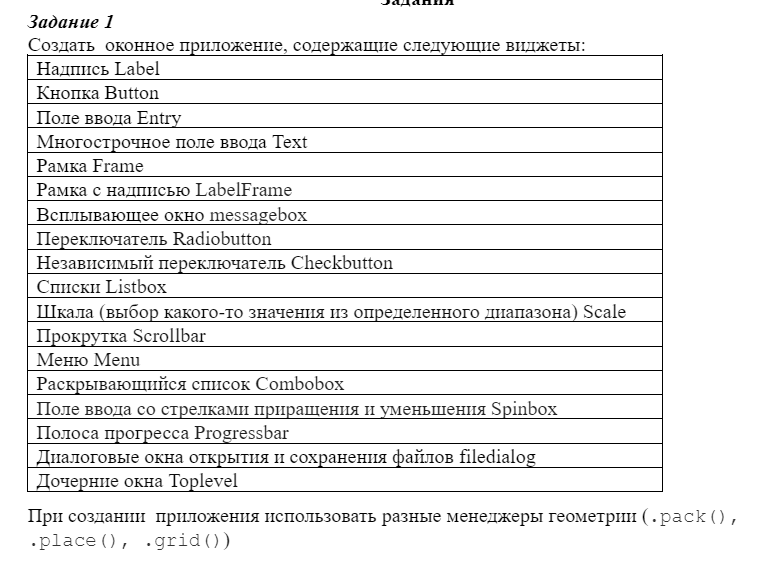 Задания
Задание 1
Создать оконное приложение, содержащие следующие виджеты:
Надпись Label
Кнопка Button
Поле ввода Entry
Многострочное поле ввода Text
Рамка Frame
Рамка с надписью LabelFrame
Всплывающее окно messagebox
Переключатель Radiobutton
Независимый переключатель Checkbutton
Списки Listbox
Шкала (выбор какого-то значения из определенного диапазона) Scale
Прокрутка Scrollbar
Меню Menu
Раскрывающийся список Combobox
Поле ввода со стрелками приращения и уменьшения Spinbox
Полоса прогресса Progressbar
Диалоговые окна открытия и сохранения файлов filedialog
Дочерние окна Toplevel
При создании приложения использовать разные менеджеры геометрии (.pack(),
.place(), .grid())